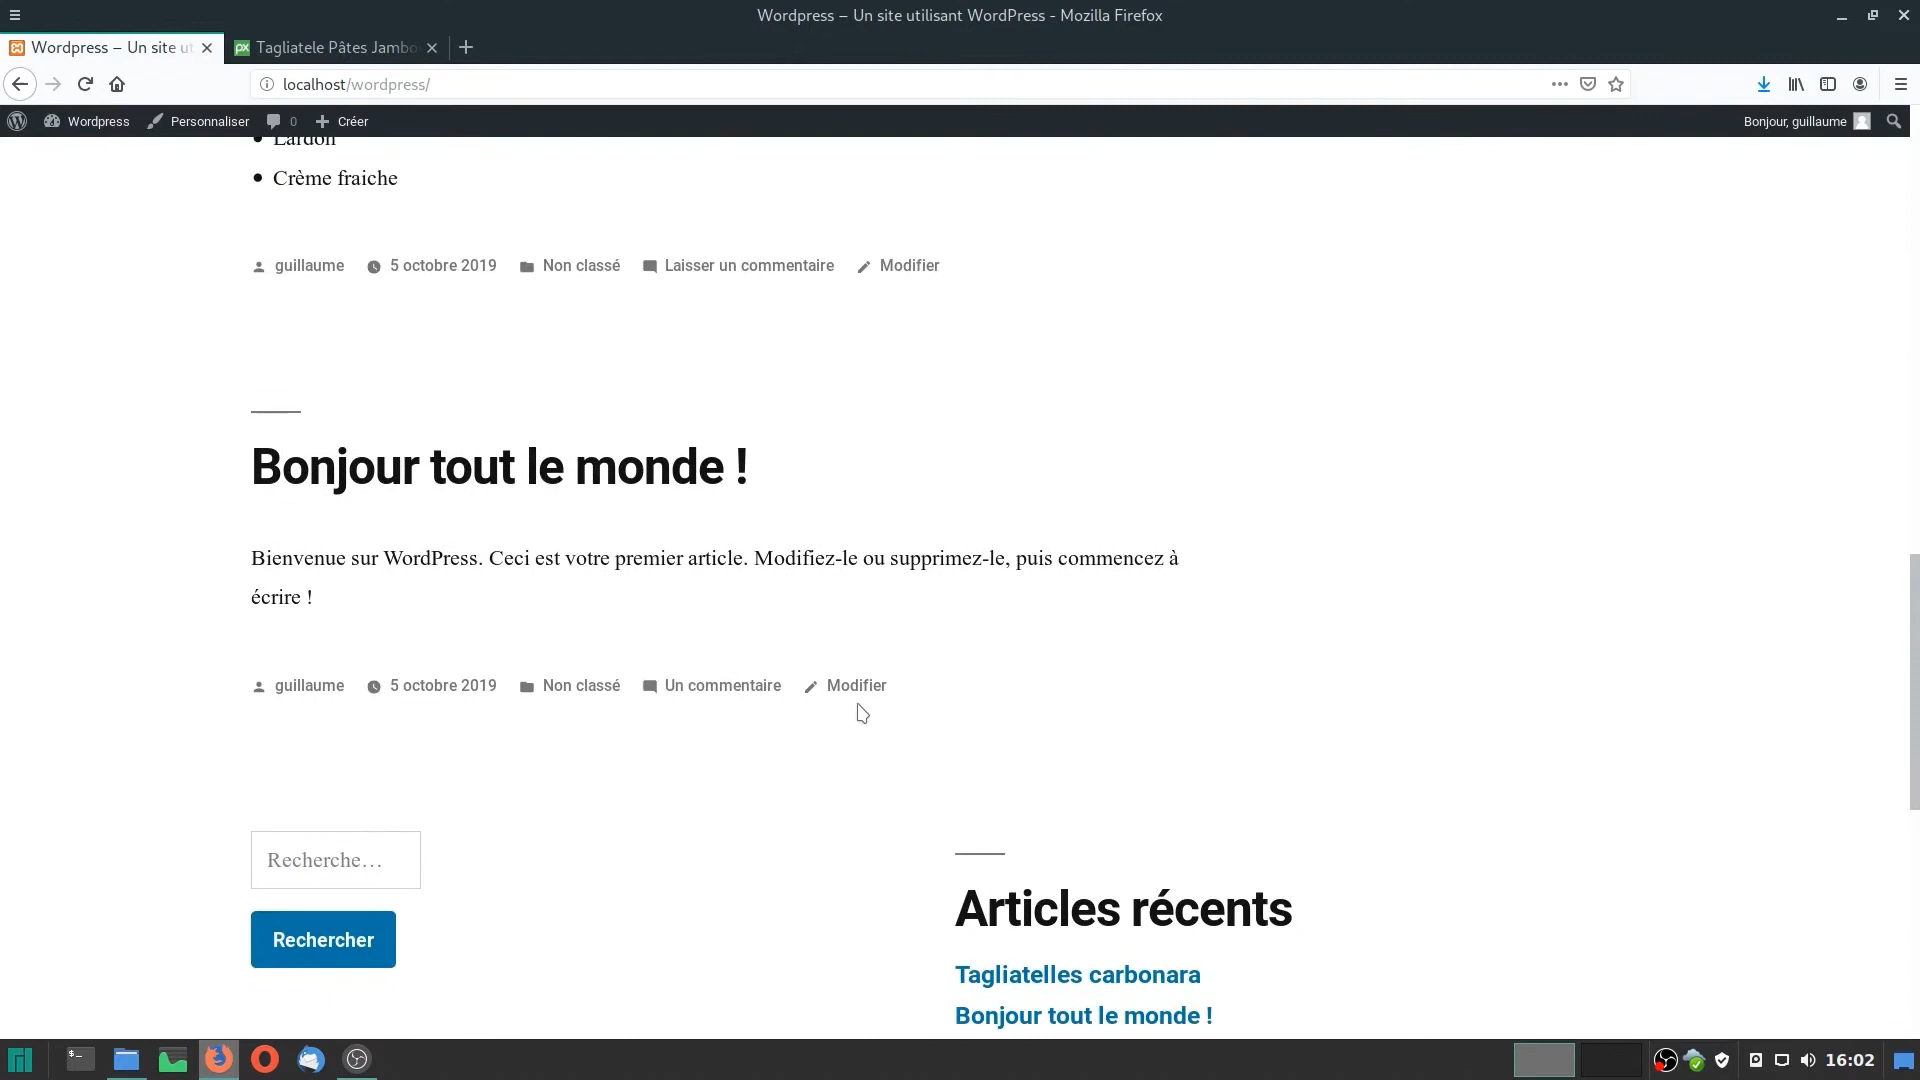 Wordpress – Un site utilisant WordPress - Mozilla Firefox
Wordpress – Un site ut
Tagliatele Pâtes Jambo
localhost/wordpress/
Wordpress
Personnaliser
0
Créer
Bonjour, guillaume
Lardon
Crème fraiche
guillaume 5 octobre 2019 Non classé Laisser un commentaire Modifier
Bonjour tout le monde !
Bienvenue sur WordPress. Ceci est votre premier article. Modifiez-le ou supprimez-le, puis commencez à
écrire !
guillaume 5 octobre 2019 Non classé Un commentaire Modifier
Recherche…
Rechercher
Articles récents
Tagliatelles carbonara
Bonjour tout le monde !
16:02